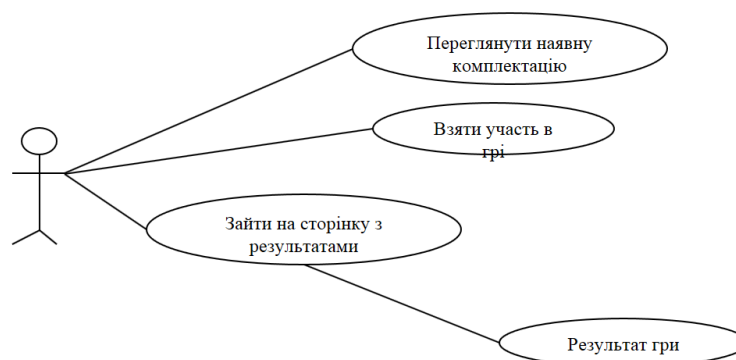 Переглянути наявну
комплектацію
Взяти участь в
грі
Зайти на сторінку з
результатами
Результат гри